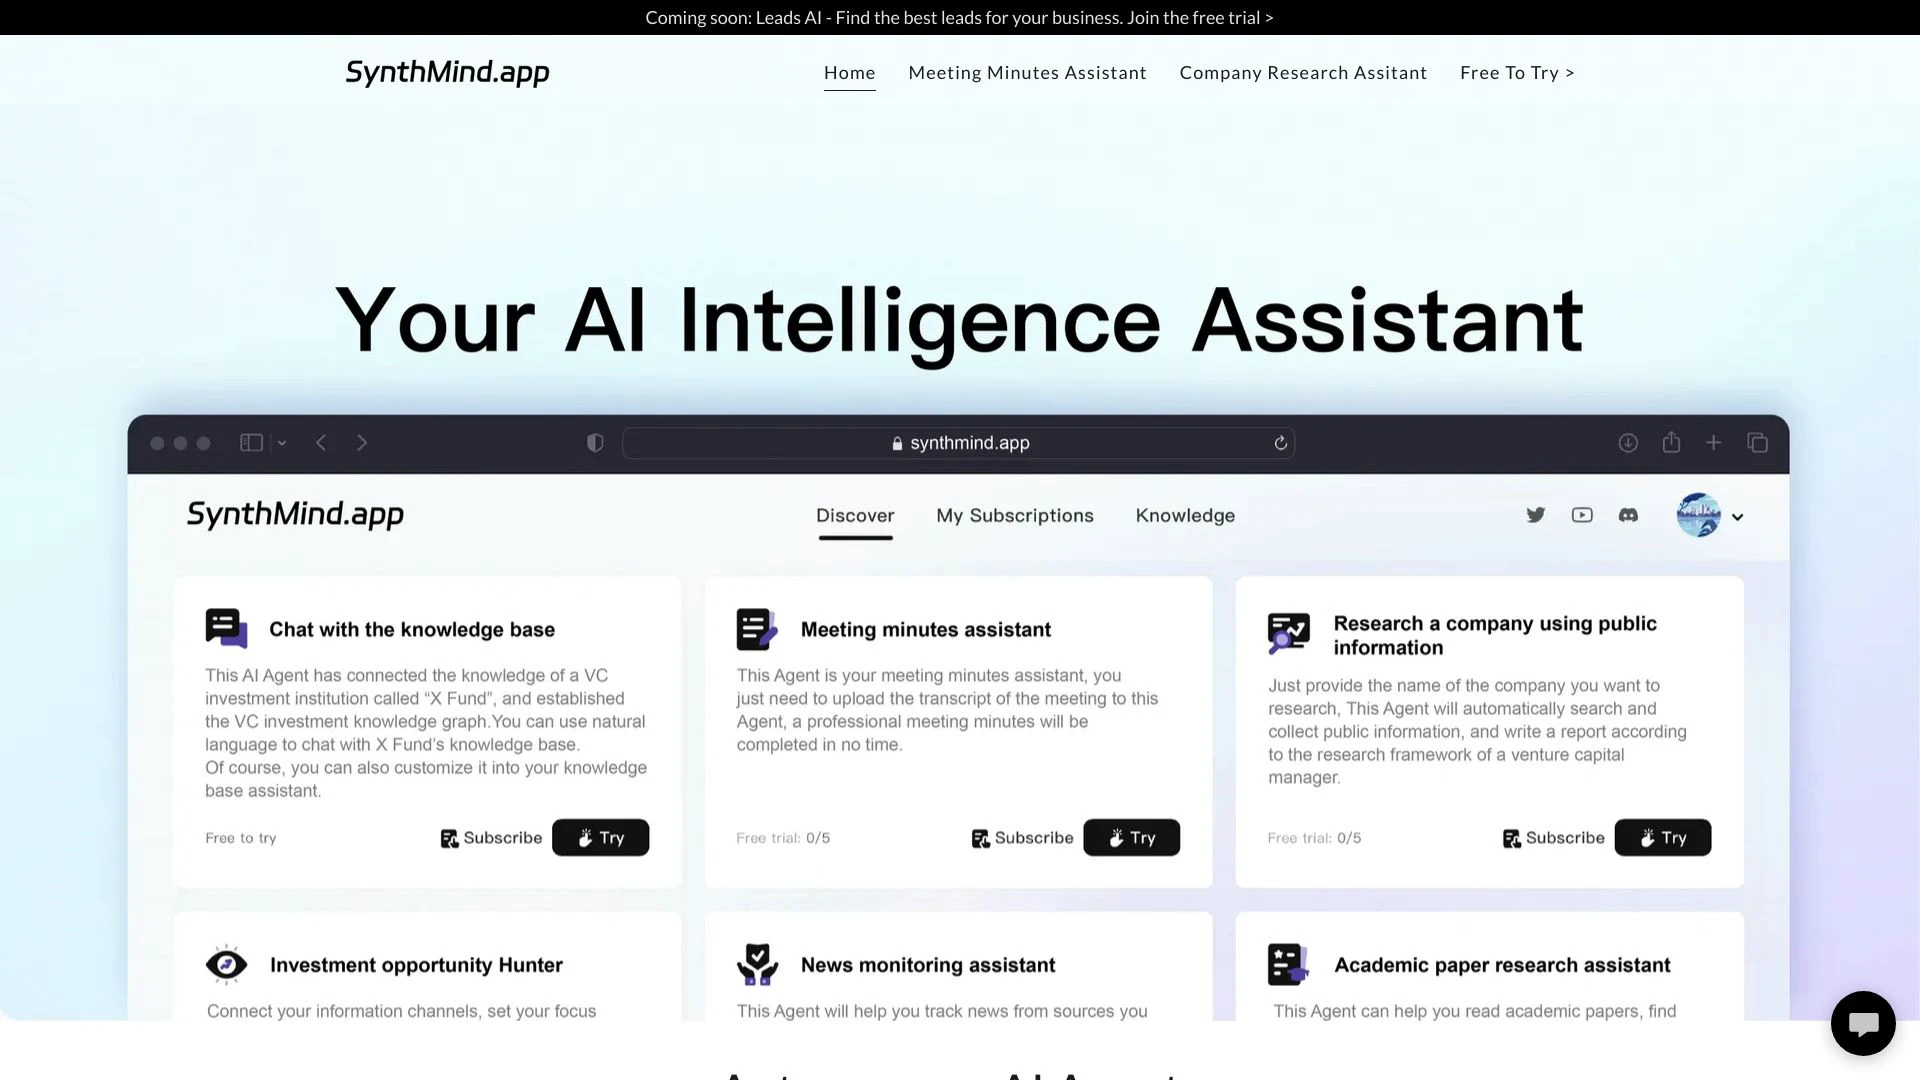 Coming soon: Leads AI - Find the best leads for your business. Join the free trial >
SynthMind.app
Home
Meeting Minutes Assistant
Company Research Assitant
Free To Try >
Your AI Intelligence Assistant
synthmind.app
SynthMind.app
Discover
My Subscriptions
Knowledge
Chat with the knowledge base
This AI Agent has connected the knowledge of a VC
investment institution called “X Fund”, and established
the VC investment knowledge graph.You can use natural
language to chat with X Fund’s knowledge base.
Of course, you can also customize it into your knowledge
base assistant.
Free to try
Subscribe
Try
Meeting minutes assistant
This Agent is your meeting minutes assistant, you
just need to upload the transcript of the meeting to this
Agent, a professional meeting minutes will be
completed in no time.
Free trial: 0/5
Subscribe
Try
Research a company using public
information
Just provide the name of the company you want to
research, This Agent will automatically search and
collect public information, and write a report according
to the research framework of a venture capital
manager.
Free trial: 0/5
Subscribe
Try
Investment opportunity Hunter
Connect your information channels, set your focus
News monitoring assistant
This Agent will help you track news from sources you
Academic paper research assistant
This Agent can help you read academic papers, find